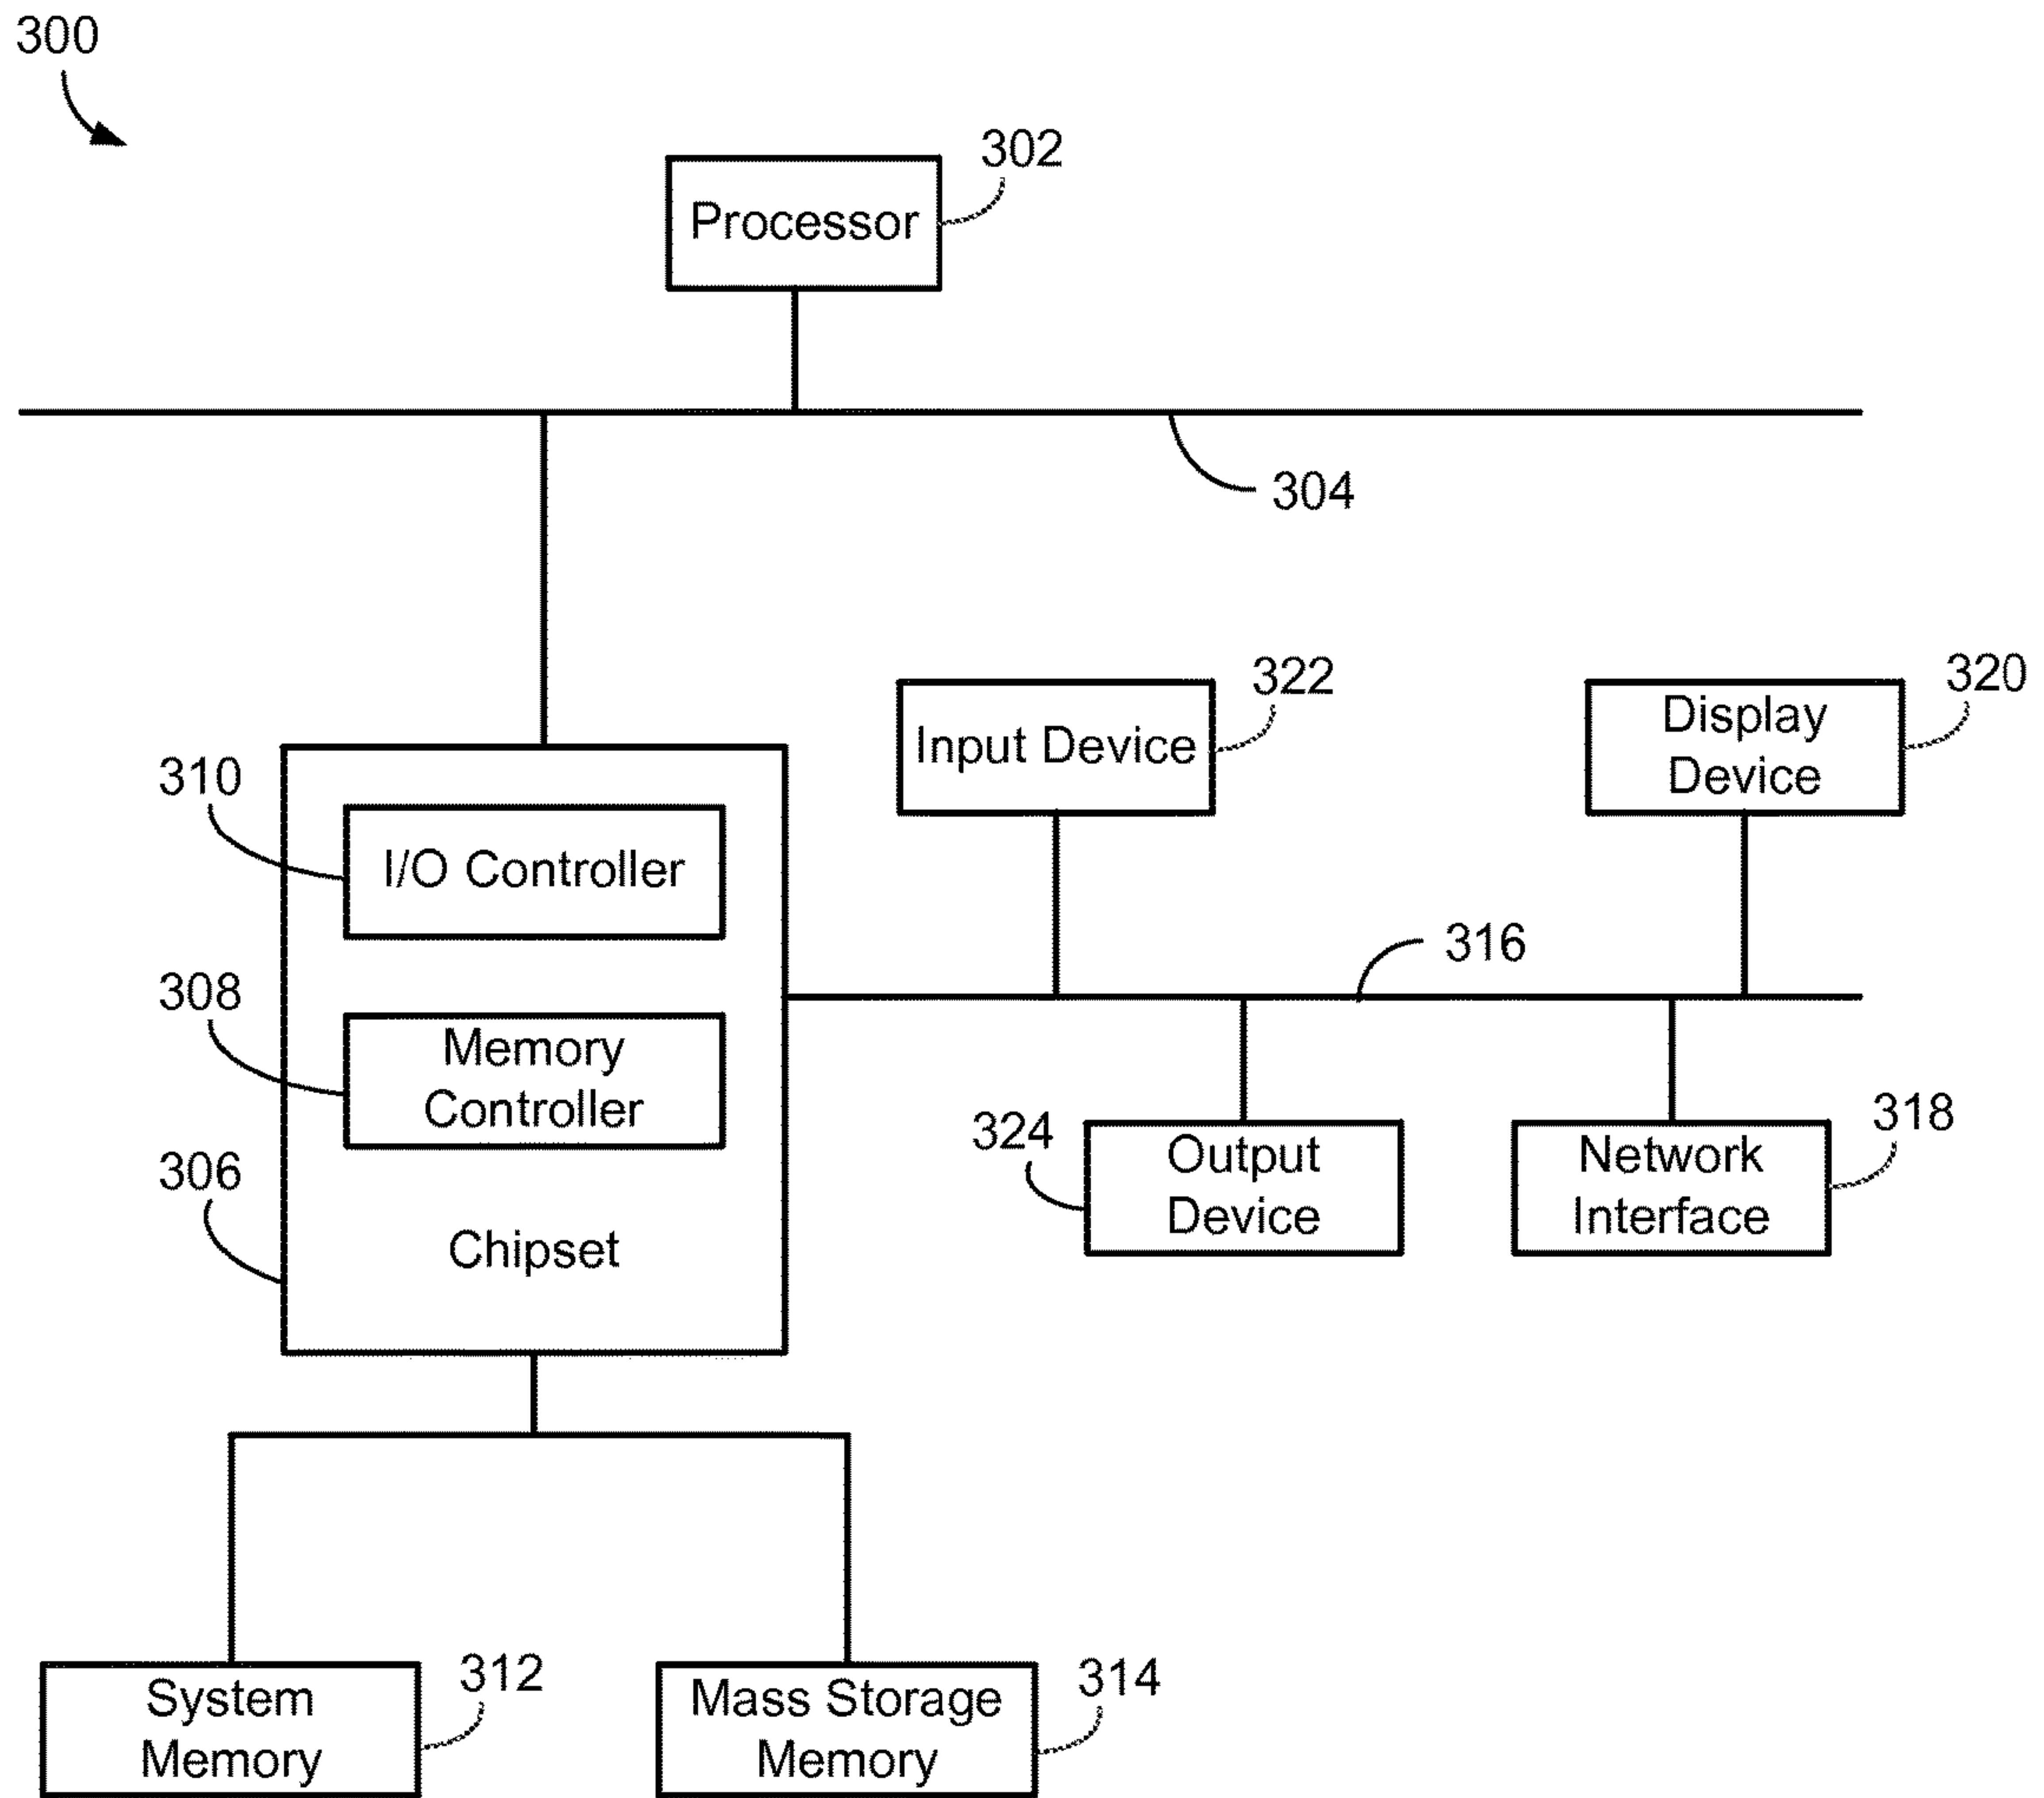 300
302
Processor
304
322
Input Device
320
Display
Device
310
I/O Controller
316
308
Memory
Controller
306
Chipset
324
Output
Device
318
Network
Interface
System
Memory
312
Mass Storage
Memory
314